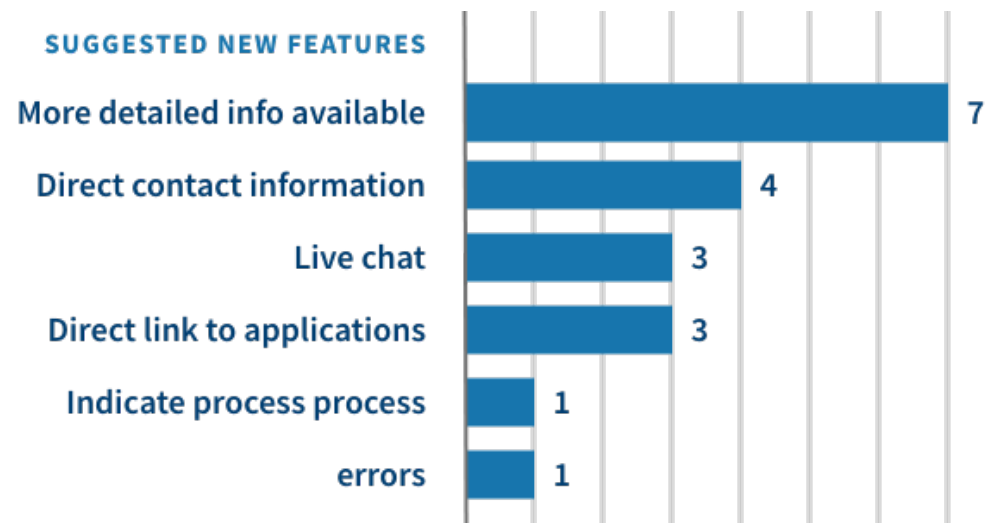 SUGGESTED NEW FEATURES
More detailed info available 7
Direct contact information 4
Live chat 3
Direct link to applications 3
Indicate process process 1
errors 1